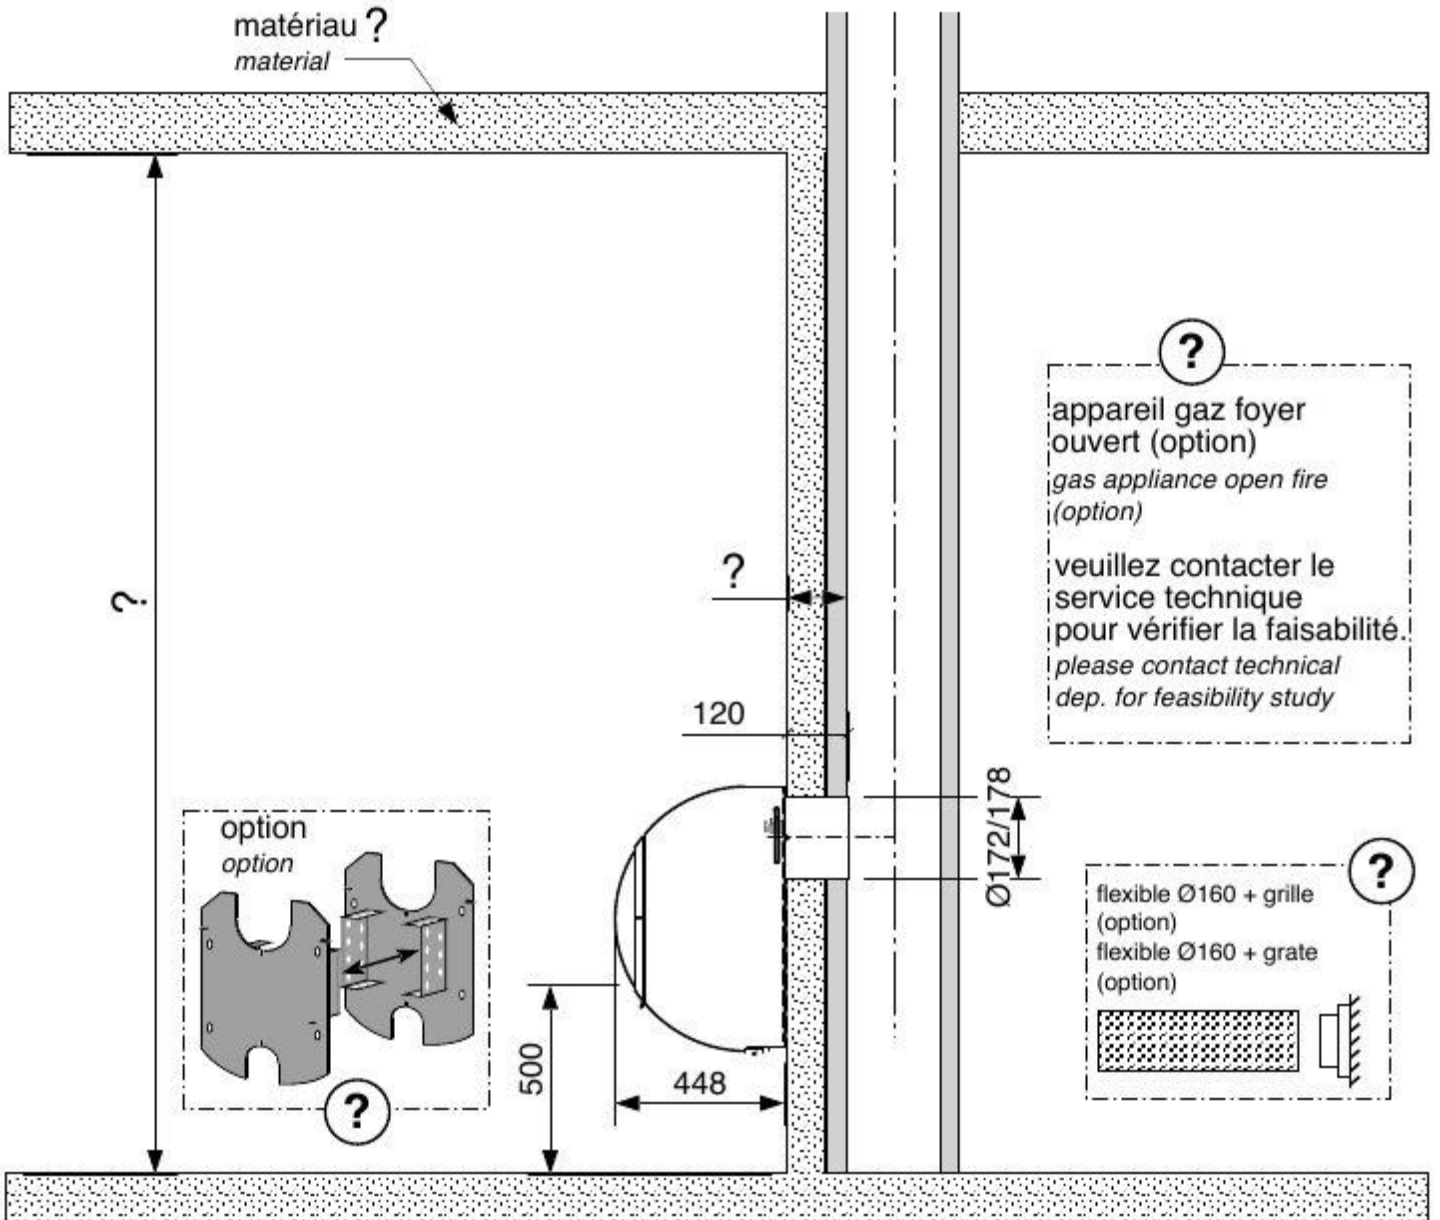 matériau ?
material
?
appareil gaz foyer
ouvert (option)
gas appliance open fire
(option)
veuillez contacter le
service technique
pour vérifier la faisabilité.
please contact technical
dep. for feasibility study
?
?
120
Ø172/178
option
option
?
500
448
?
flexible Ø160 + grille
(option)
flexible Ø160 + grate
(option)